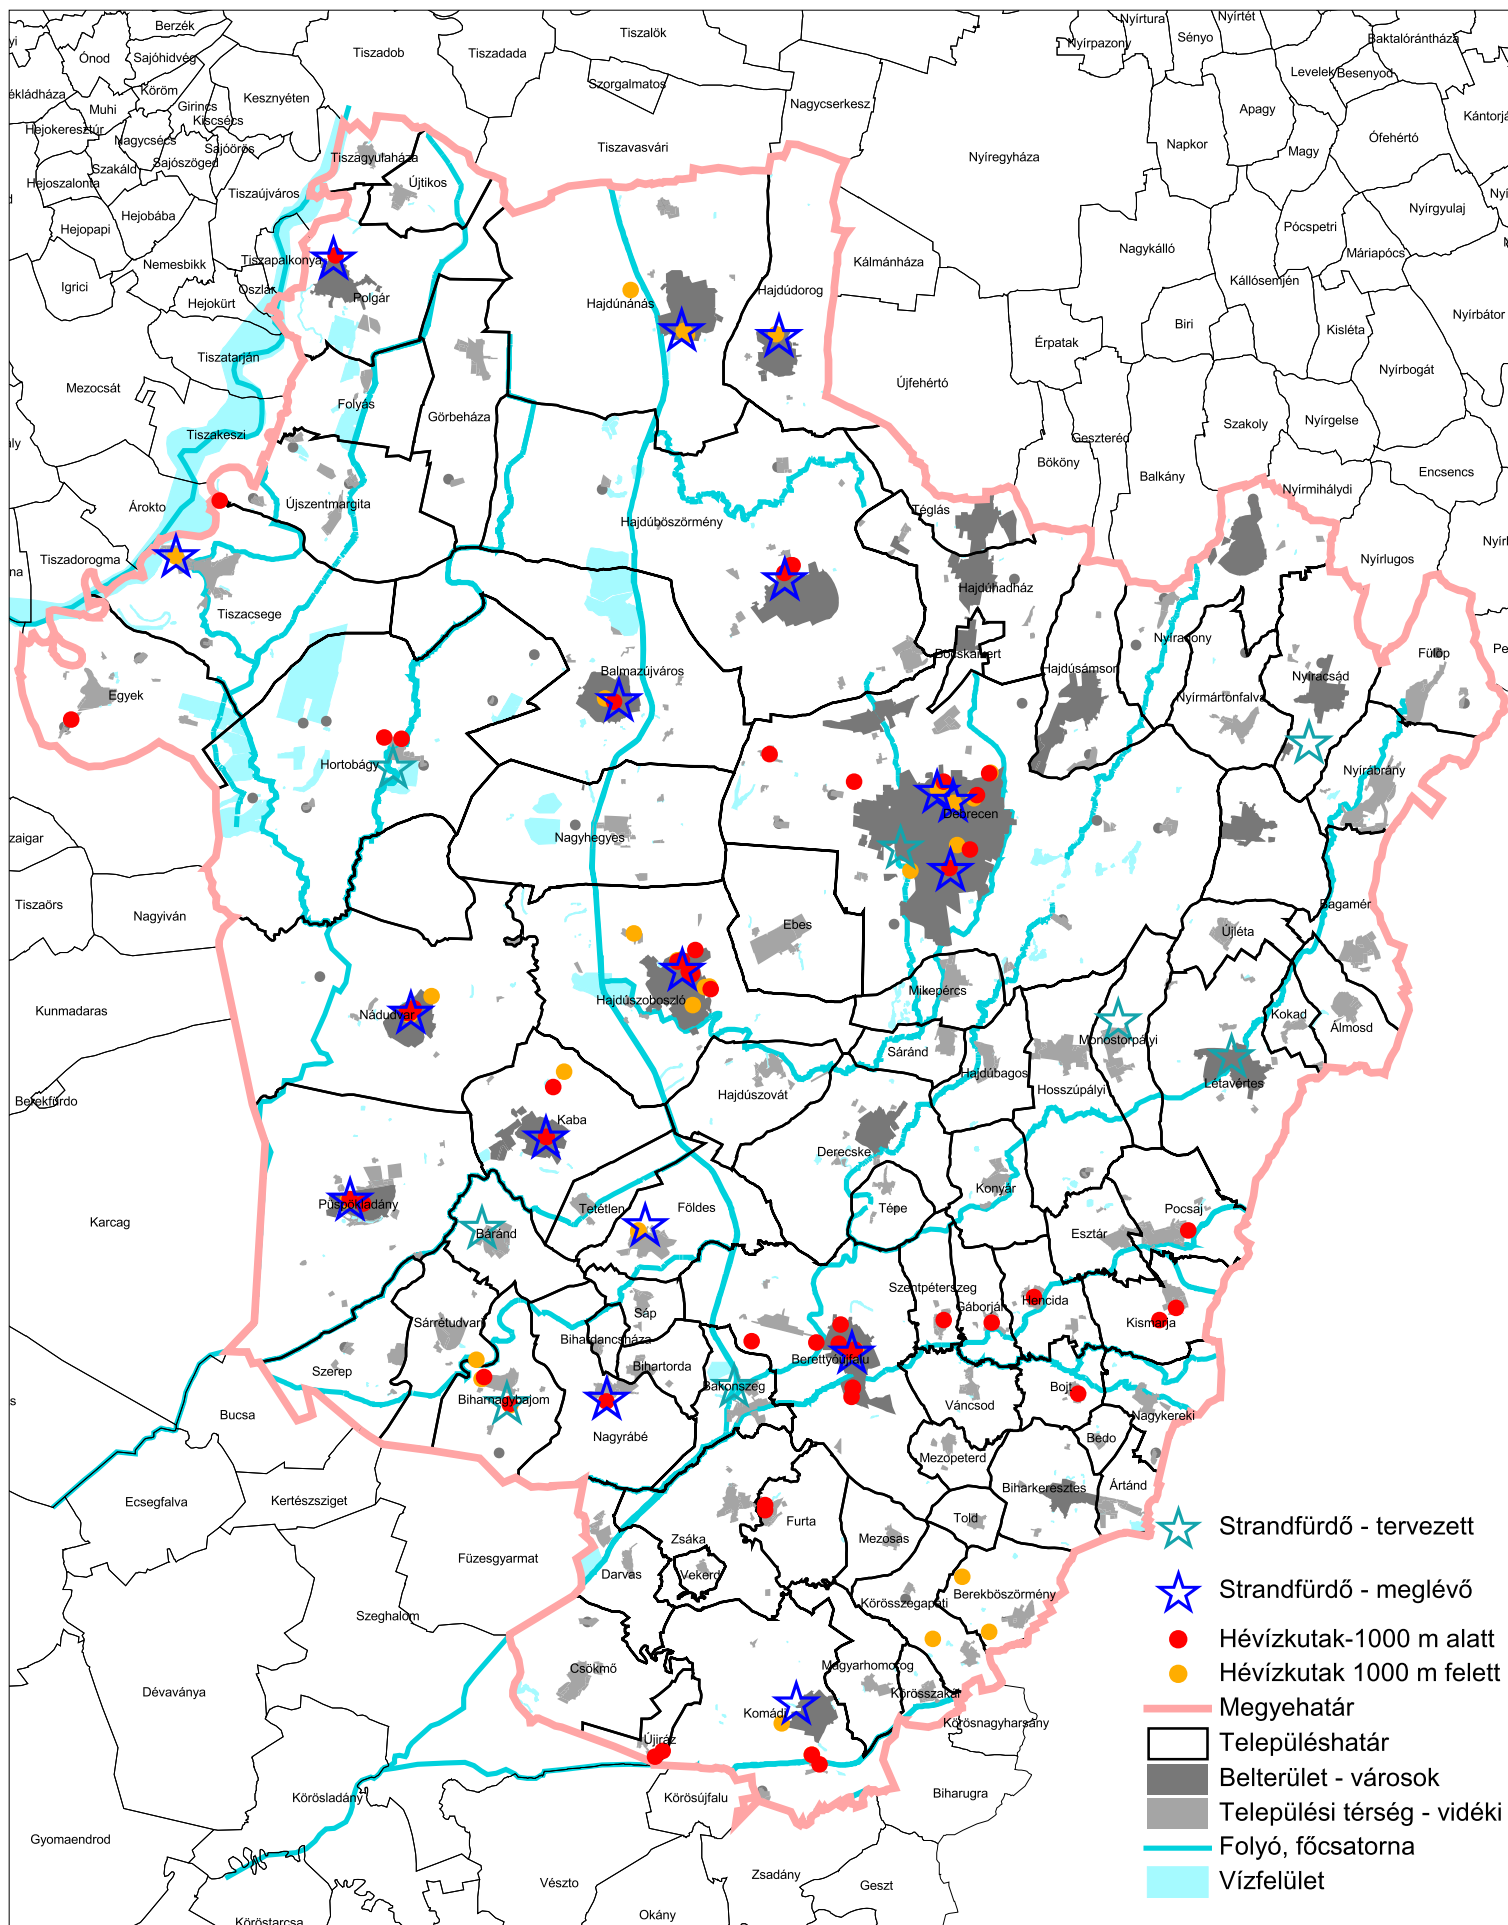 Berzék
Nyírtura
Nyírtét
Tiszalök
Baktalórántháza
Sényo
Nyírpazony
Tiszadob
Tiszadada
Ónod
Sajóhidvég
Levelek
Besenyod
Szorgalmatos
ékládháza
Köröm
Kesznyéten
Muhi
Girincs
Kiscsécs
Nagycserkesz
Apagy
Kántorjá
Hejokeresztúr
Nagycsécs
Sajóörös
Tiszavasvári
Nyíregyháza
Napkor
Magy
Ófehértó
Szakáld
Sajószöged
Tiszagyulaháza
Hejoszalonta
Tiszaújváros
Újtikos
Hejobába
Nyírgyulaj
Hejopapi
Pócspetri
Nagykálló
Máriapócs
Nemesbikk
Tiszapalkonya
Kálmánháza
Igrici
Oszlár
Hejokürt
Polgár
Hajdúnánás
Hajdúdorog
Kállósemjén
Nyírbátor
Biri
Kisléta
Érpatak
Tiszatarján
Mezocsát
Újfehértó
Nyírbogát
Folyás
Görbeháza
Tiszakeszi
Geszteréd
Szakoly
Nyírgelse
Bököny
Balkány
Encsencs
Nyírmihálydi
Árokto
Újszentmargita
Hajdúböszörmény
Téglás
Tiszadorogma
Nyírlugos
Hajdúhadház
Tiszacsege
Nyíradony
Bocskaikert
Fülöp
Balmazújváros
Hajdúsámson
Egyek
Nyírmártonfalva
Nyíracsád
Hortobágy
Nyírábrány
Debrecen
zaigar
Nagyhegyes
Tiszaörs
Nagyiván
Bagamér
Ebes
Újléta
Mikepércs
Kunmadaras
Hajdúszoboszló
Nádudvar
Kokad
Álmosd
Monostorpályi
Sáránd
Hajdúbagos
Hosszúpályi
Létavértes
Berekfürdo
Hajdúszovát
Kaba
Derecske
Konyár
Püspökladány
Tetétlen
Földes
Tépe
Pocsaj
Karcag
Báránd
Esztár
Szentpéterszeg
Gáborján
Hencida
Sáp
Kismarja
Sárrétudvari
Bihardancsháza
Berettyóújfalu
Szerep
Bihartorda
Bakonszeg
Bojt
Biharnagybajom
Váncsod
Nagykereki
Bucsa
Nagyrábé
Bedo
Mezopeterd
Biharkeresztes
Ártánd
Ecsegfalva
Kertészsziget
Furta
Told
Zsáka
Mezosas
Strandfürdő - tervezett
Füzesgyarmat
Darvas
Vekerd
Berekböszörmény
Strandfürdő - meglévő
Körösszegapáti
Szeghalom
Hévízkutak-1000 m alatt
Csökmő
Magyarhomorog
Hévízkutak 1000 m felett
Dévaványa
Körösszakál
Megyehatár
Komádi
Körösnagyharsány
Újiráz
Településhatár
Belterület - városok
Körösladány
Körösújfalu
Biharugra
Települési térség - vidéki
Gyomaendrod
Folyó, főcsatorna
Zsadány
Vízfelület
Vészto
Geszt
Okány
Köröstarcsa